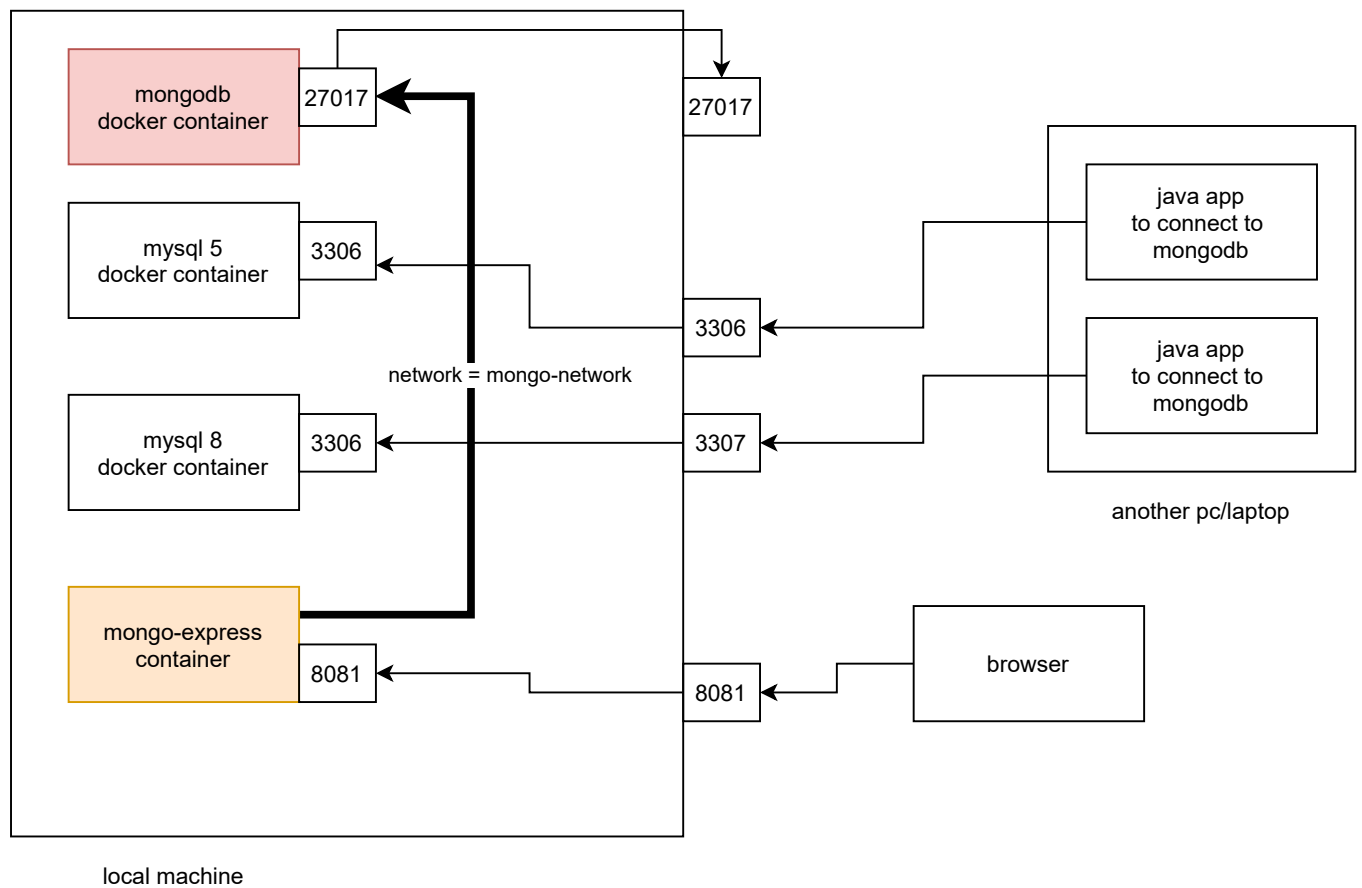 mongodb
docker container
27017
27017
mysql 5
docker container
3306
3306
java app
to connect to
mongodb
java app
to connect to
mongodb
another pc/laptop
network = mongo-network
mysql 8
docker container
3306
3307
mongo-express
container
8081
8081
browser
local machine